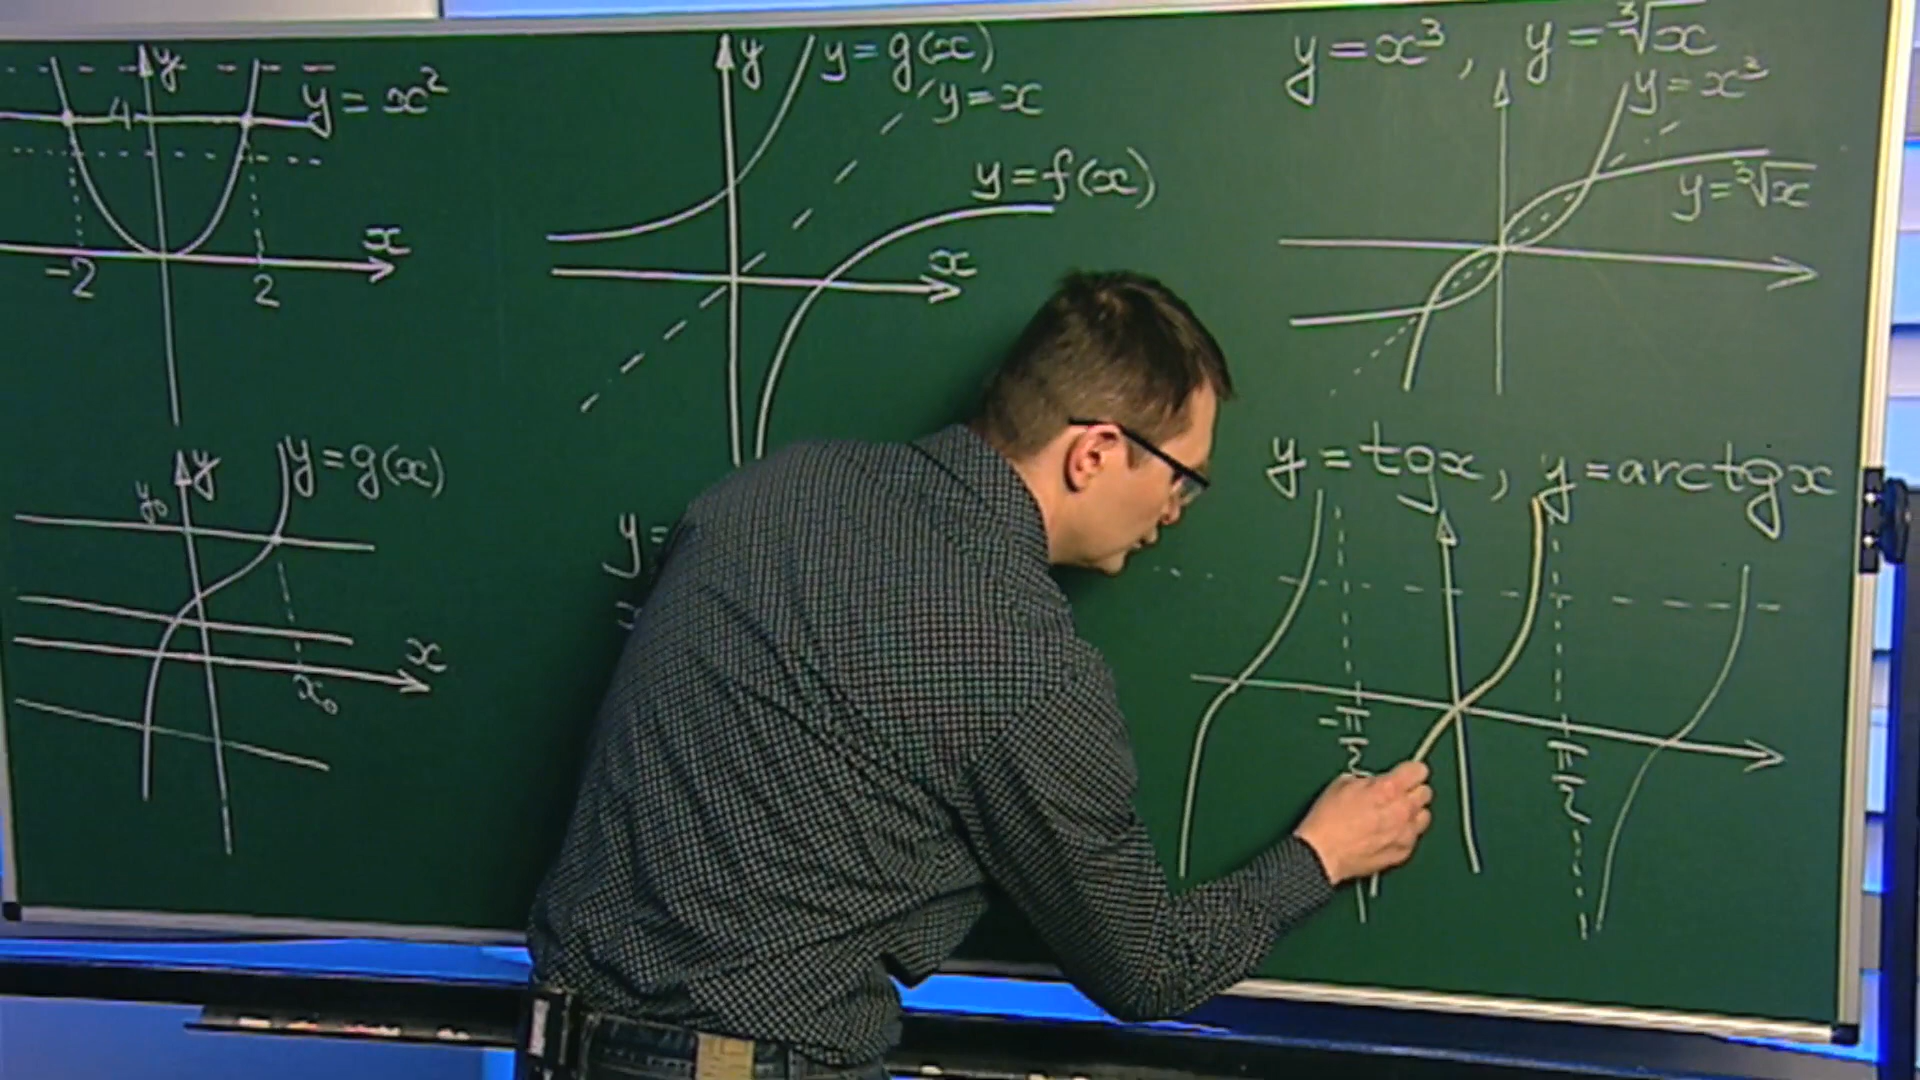 y
y = x²
4
-2
2
x
y
y = g(x)
y = x
y = f(x)
x
y = x³, y = ∛x
y = x³
y = ∛x
y
y = g(x)
y₀
x
x₀
y =
y = tgx, y = arctgx
-π/2
π/2